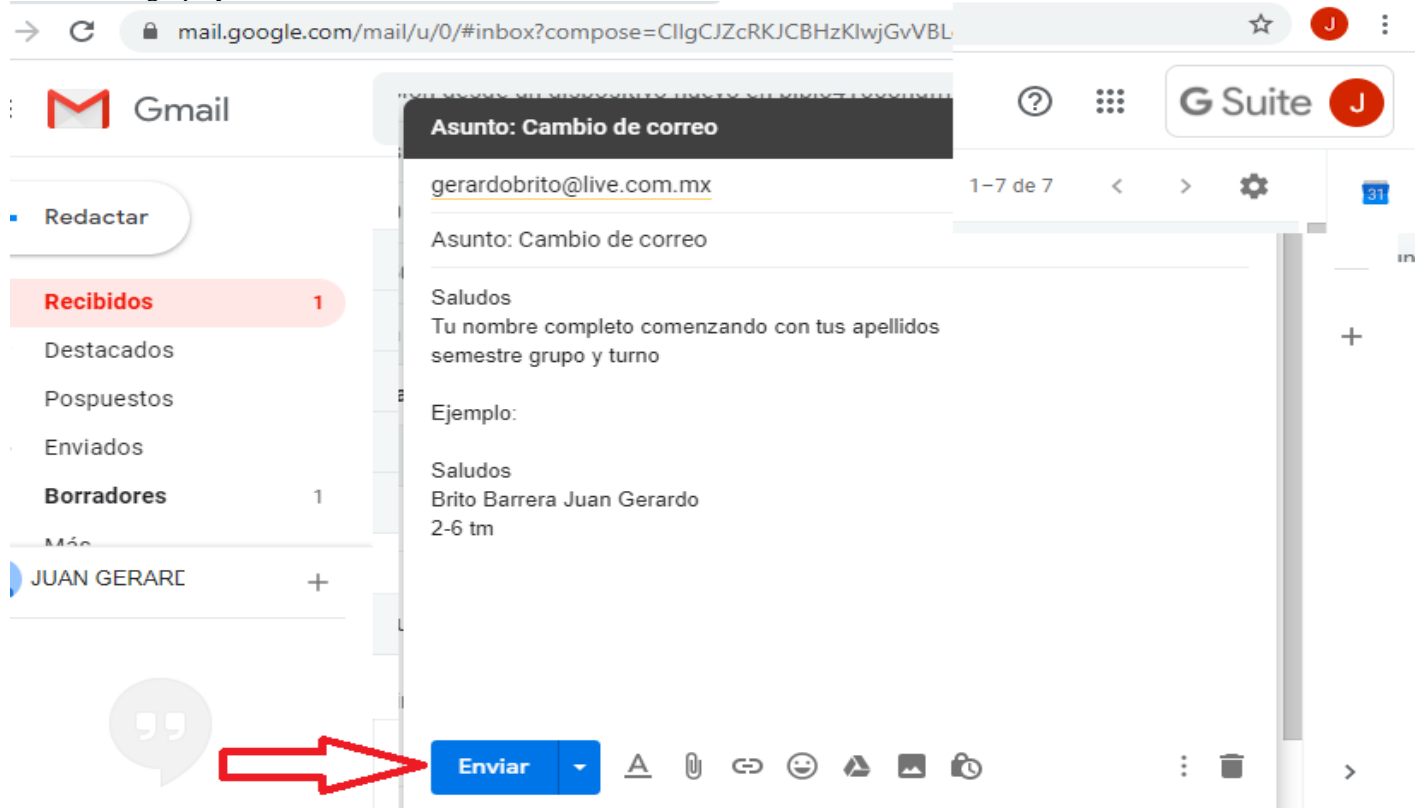 mail.google.com/mail/u/0/#inbox?compose=CllgCJZcRKJCBHzKlwjGvVBL
J
Gmail
Asunto: Cambio de correo
G Suite
J
gerardobrito@live.com.mx
1–7 de 7
31
Redactar
Asunto: Cambio de correo
Recibidos 1
Saludos
Tu nombre completo comenzando con tus apellidos
semestre grupo y turno
Destacados
Pospuestos
Ejemplo:
Enviados
Saludos
Borradores 1
Brito Barrera Juan Gerardo
2-6 tm
Más
JUAN GERARD
Enviar